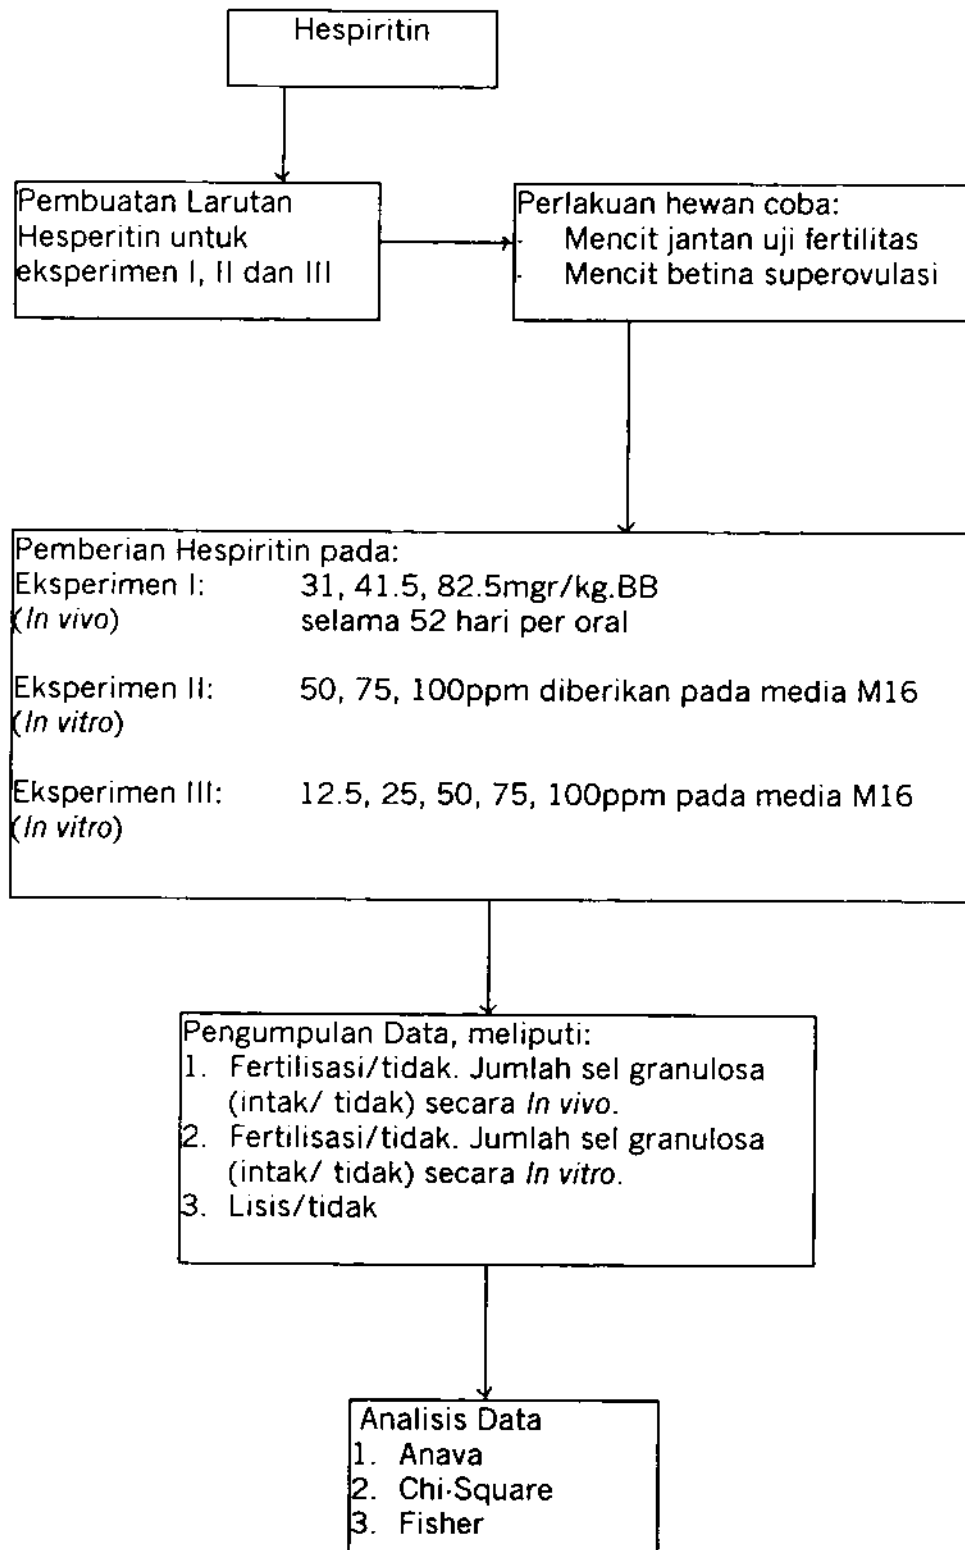 Hespiritin
Pembuatan Larutan
Hesperitin untuk
eksperimen I, II dan III
Perlakuan hewan coba:
- Mencit jantan uji fertilitas
- Mencit betina superovulasi
Pemberian Hespiritin pada:
Eksperimen I: 31, 41.5, 82.5mgr/kg.BB
(In vivo) selama 52 hari per oral
Eksperimen II: 50, 75, 100ppm diberikan pada media M16
(In vitro)
Eksperimen III: 12.5, 25, 50, 75, 100ppm pada media M16
(In vitro)
Pengumpulan Data, meliputi:
1. Fertilisasi/tidak. Jumlah sel granulosa
(intak/ tidak) secara In vivo.
2. Fertilisasi/tidak. Jumlah sel granulosa
(intak/ tidak) secara In vitro.
3. Lisis/tidak
Analisis Data
1. Anava
2. Chi-Square
3. Fisher